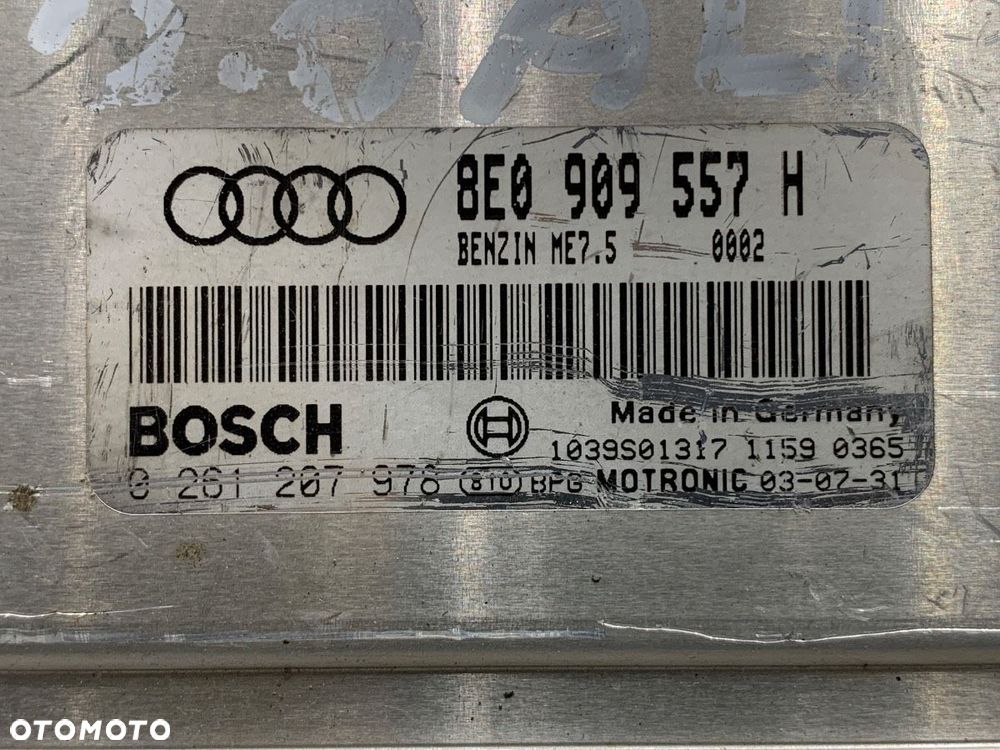 8E0 909 557 H
BENZIN ME7.5 0002
BOSCH
Made in Germany
1039S01317 1159 0365
0 261 207 978 (810) BPG MOTRONIC 03-07-31
OTOMOTO